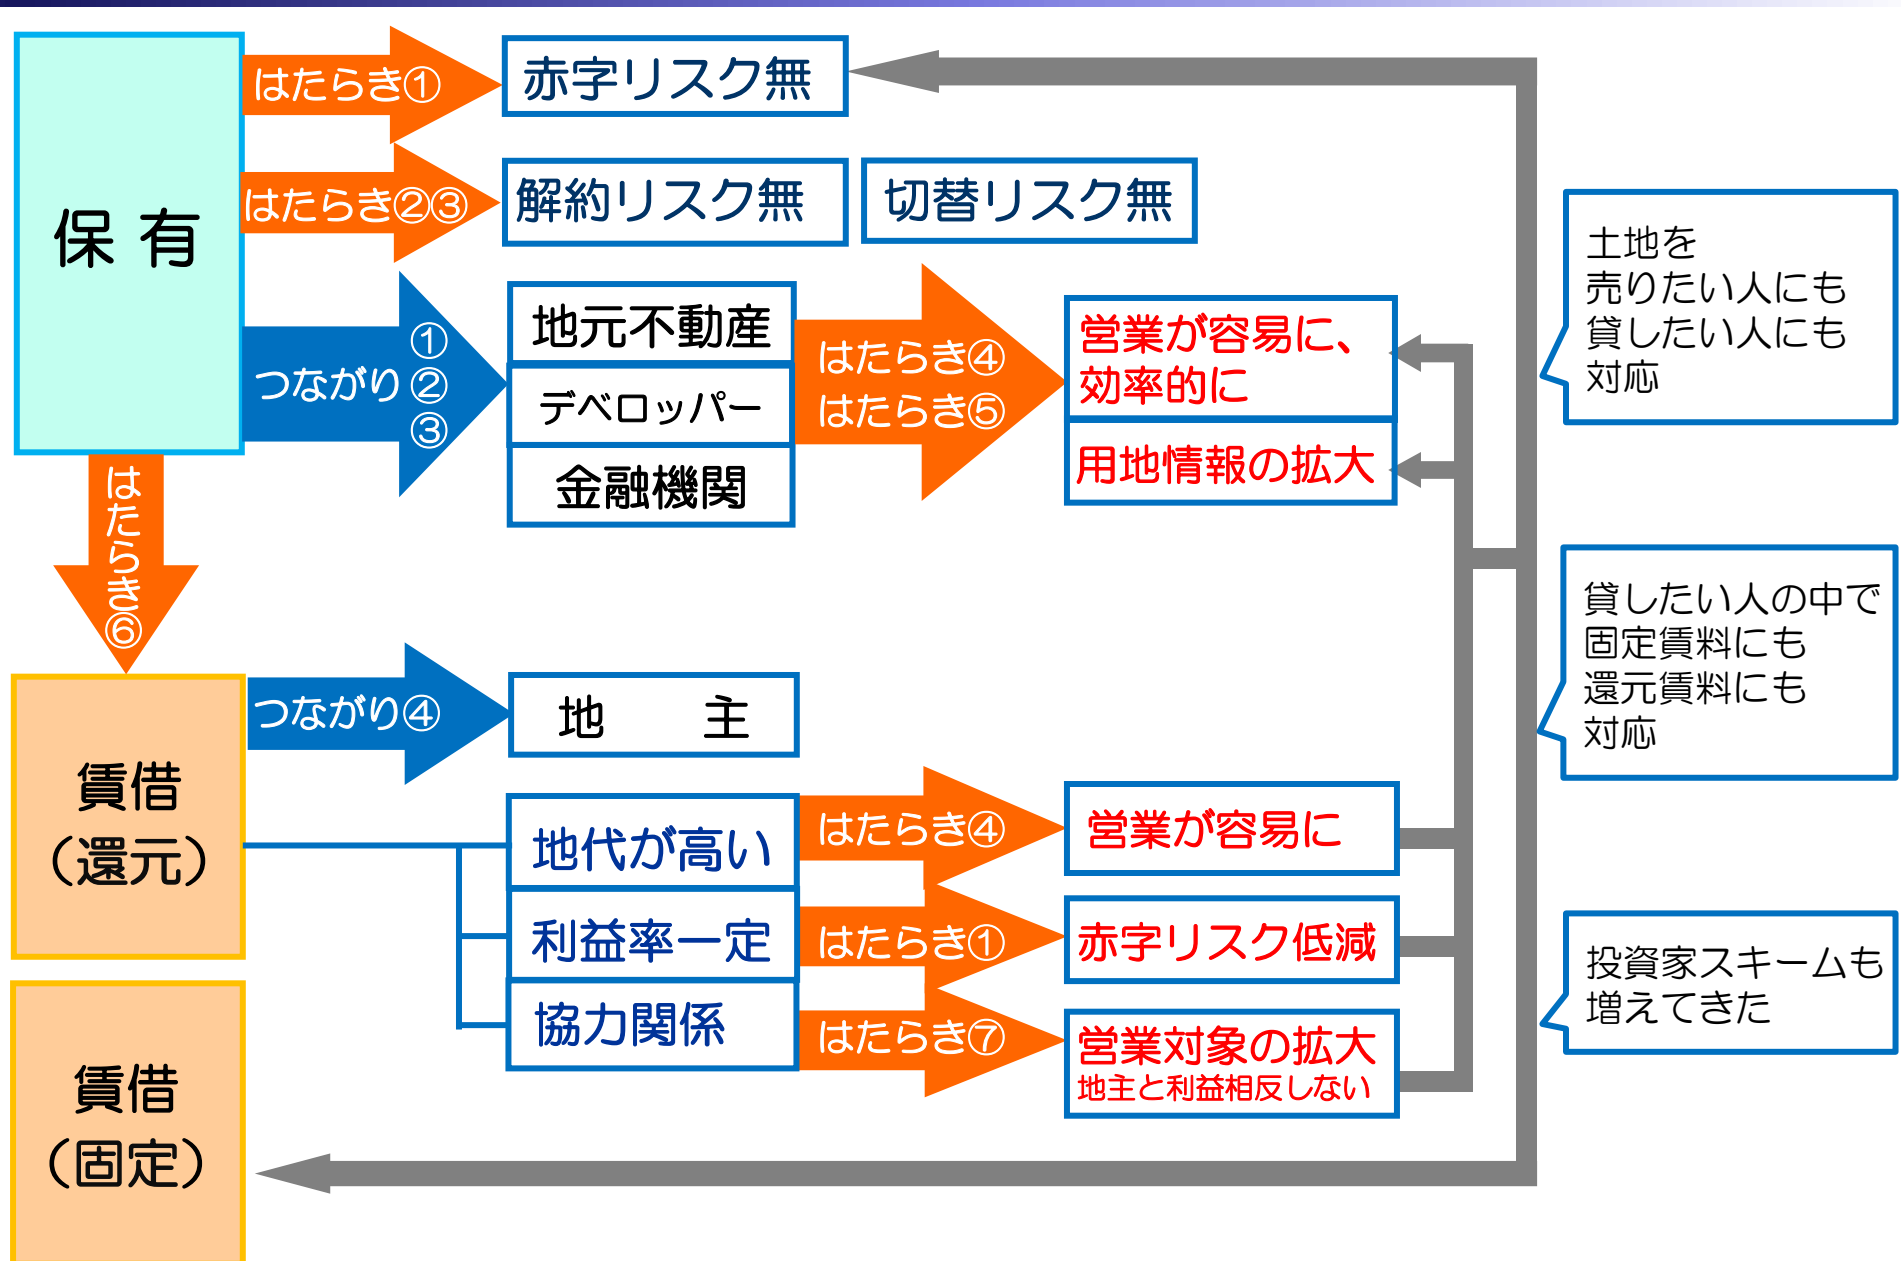 保 有
はたらき①
赤字リスク無
はたらき②③
解約リスク無
切替リスク無
つながり
①
②
③
地元不動産
デベロッパー
金融機関
はたらき④
はたらき⑤
営業が容易に、
効率的に
用地情報の拡大
はたらき⑥
賃借
（還元）
つながり④
地 主
地代が高い
利益率一定
協力関係
はたらき④
はたらき①
はたらき⑦
営業が容易に
赤字リスク低減
営業対象の拡大
地主と利益相反しない
賃借
（固定）
土地を
売りたい人にも
貸したい人にも
対応
貸したい人の中で
固定賃料にも
還元賃料にも
対応
投資家スキームも
増えてきた